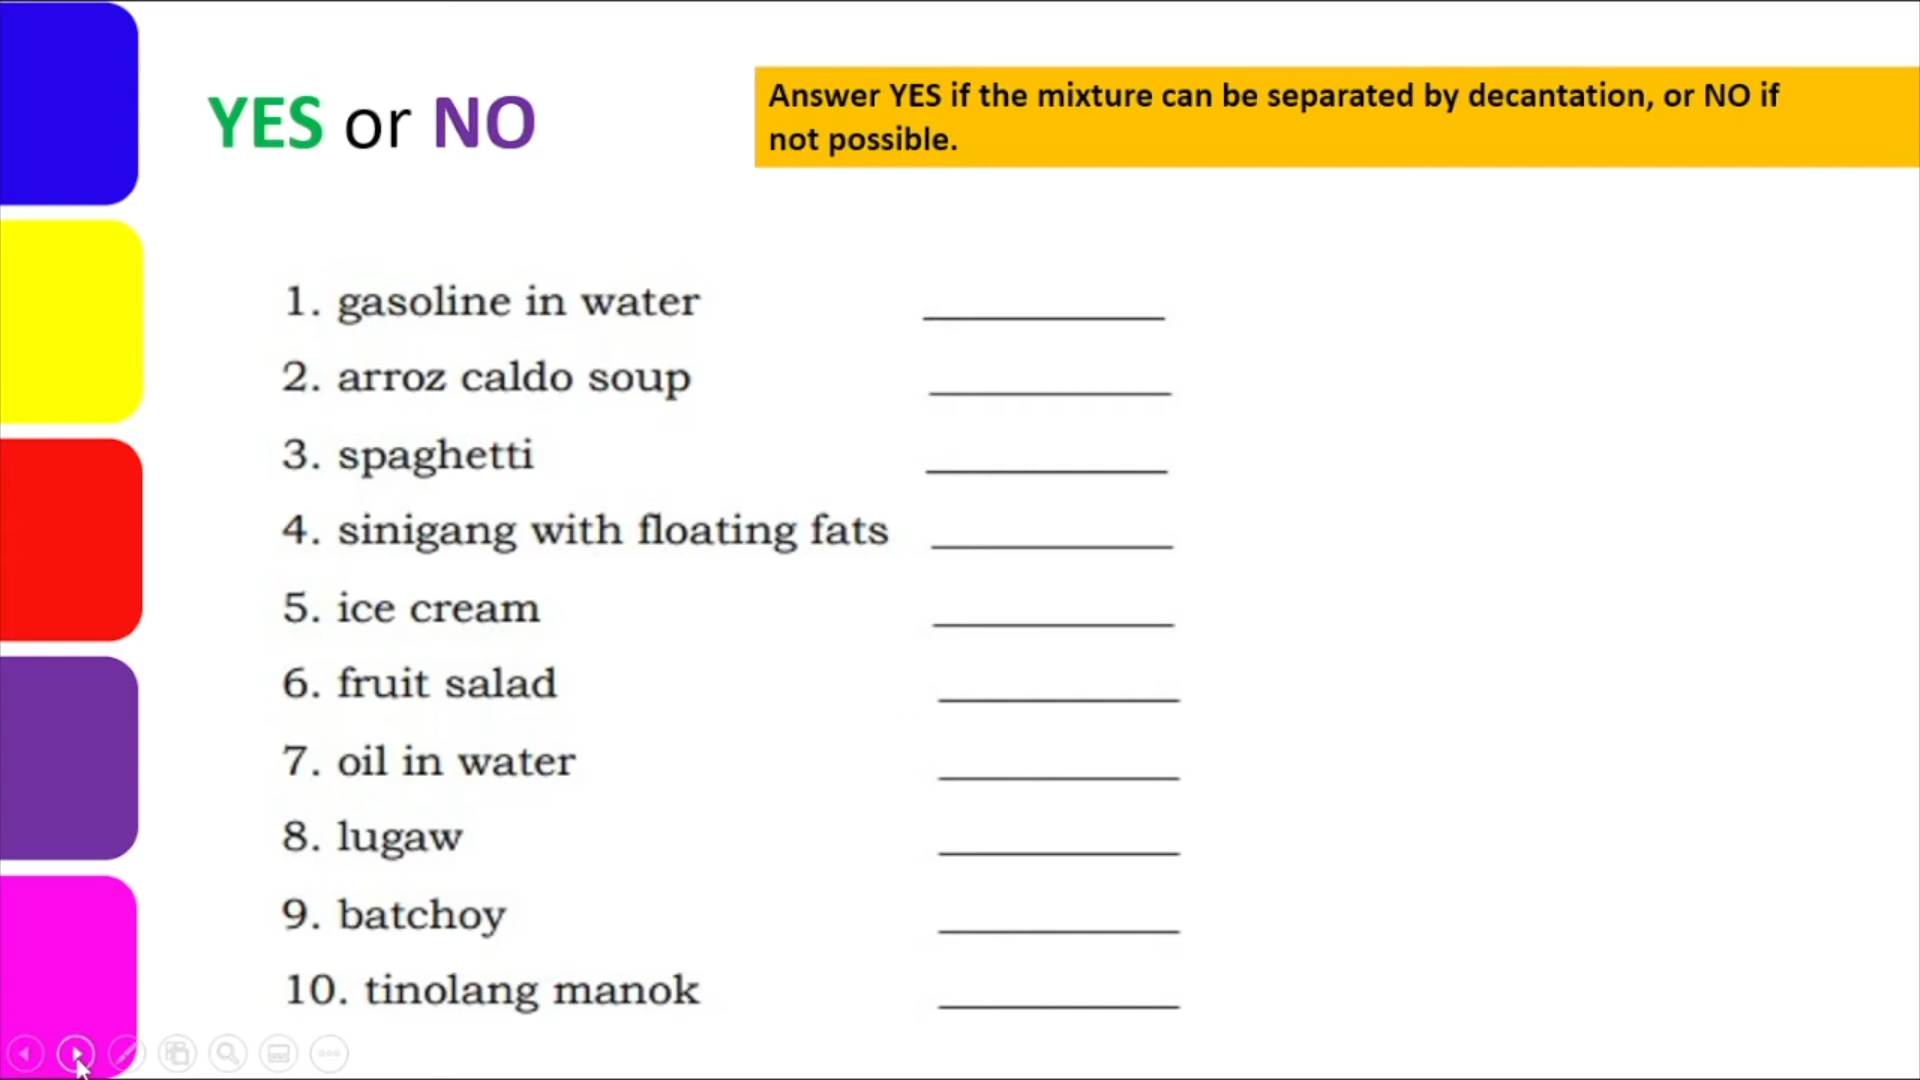 YES or NO
Answer YES if the mixture can be separated by decantation, or NO if
not possible.
1. gasoline in water
2. arroz caldo soup
3. spaghetti
4. sinigang with floating fats
5. ice cream
6. fruit salad
7. oil in water
8. lugaw
9. batchoy
10. tinolang manok